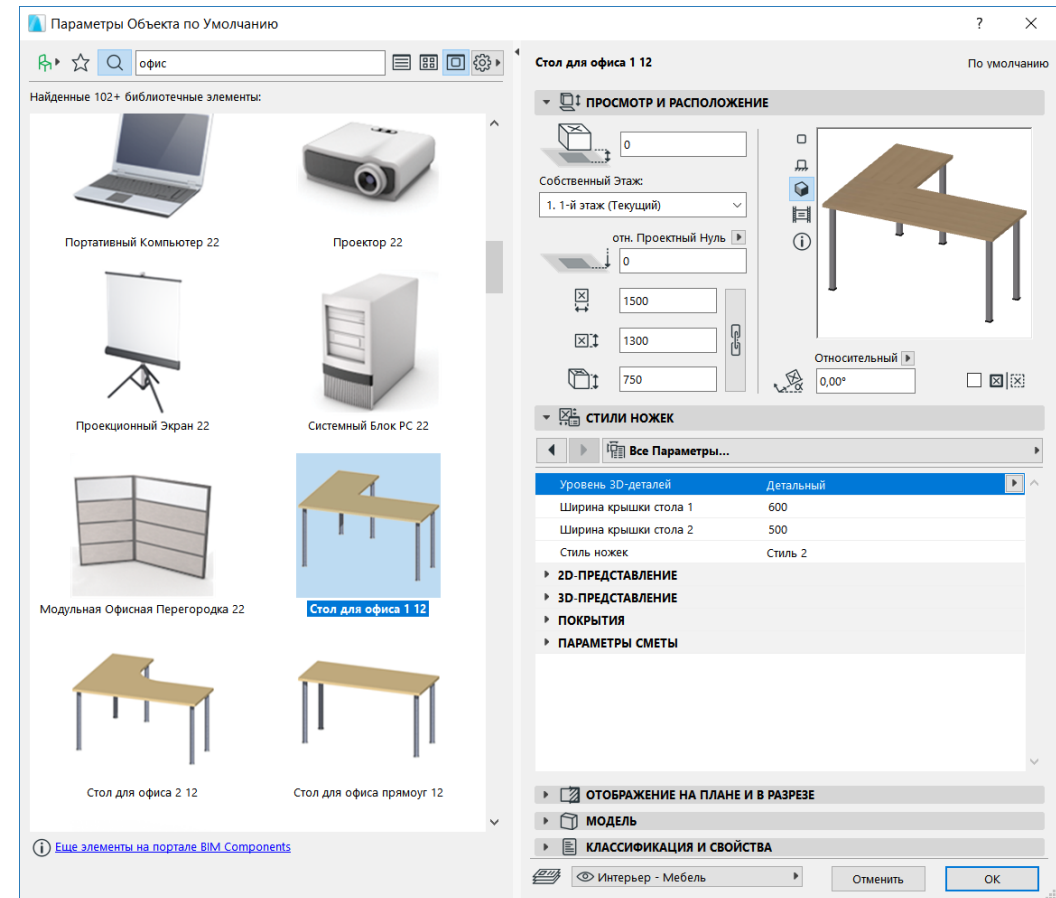 Параметры Объекта по Умолчанию
?
офис
Найденные 102+ библиотечные элементы:
Портативный Компьютер 22
Проектор 22
Проекционный Экран 22
Системный Блок PC 22
Модульная Офисная Перегородка 22
Стол для офиса 1 12
Стол для офиса 2 12
Стол для офиса прямоуг 12
Еще элементы на портале BIM Components
Стол для офиса 1 12
По умолчанию
ПРОСМОТР И РАСПОЛОЖЕНИЕ
0
Собственный Этаж:
1. 1-й этаж (Текущий)
отн. Проектный Нуль
0
1500
1300
750
Относительный
α
0,00°
СТИЛИ НОЖЕК
Все Параметры...
Уровень 3D-деталей Детальный
Ширина крышки стола 1 600
Ширина крышки стола 2 500
Стиль ножек Стиль 2
2D-ПРЕДСТАВЛЕНИЕ
3D-ПРЕДСТАВЛЕНИЕ
ПОКРЫТИЯ
ПАРАМЕТРЫ СМЕТЫ
ОТОБРАЖЕНИЕ НА ПЛАНЕ И В РАЗРЕЗЕ
МОДЕЛЬ
КЛАССИФИКАЦИЯ И СВОЙСТВА
Интерьер - Мебель
Отменить
OK